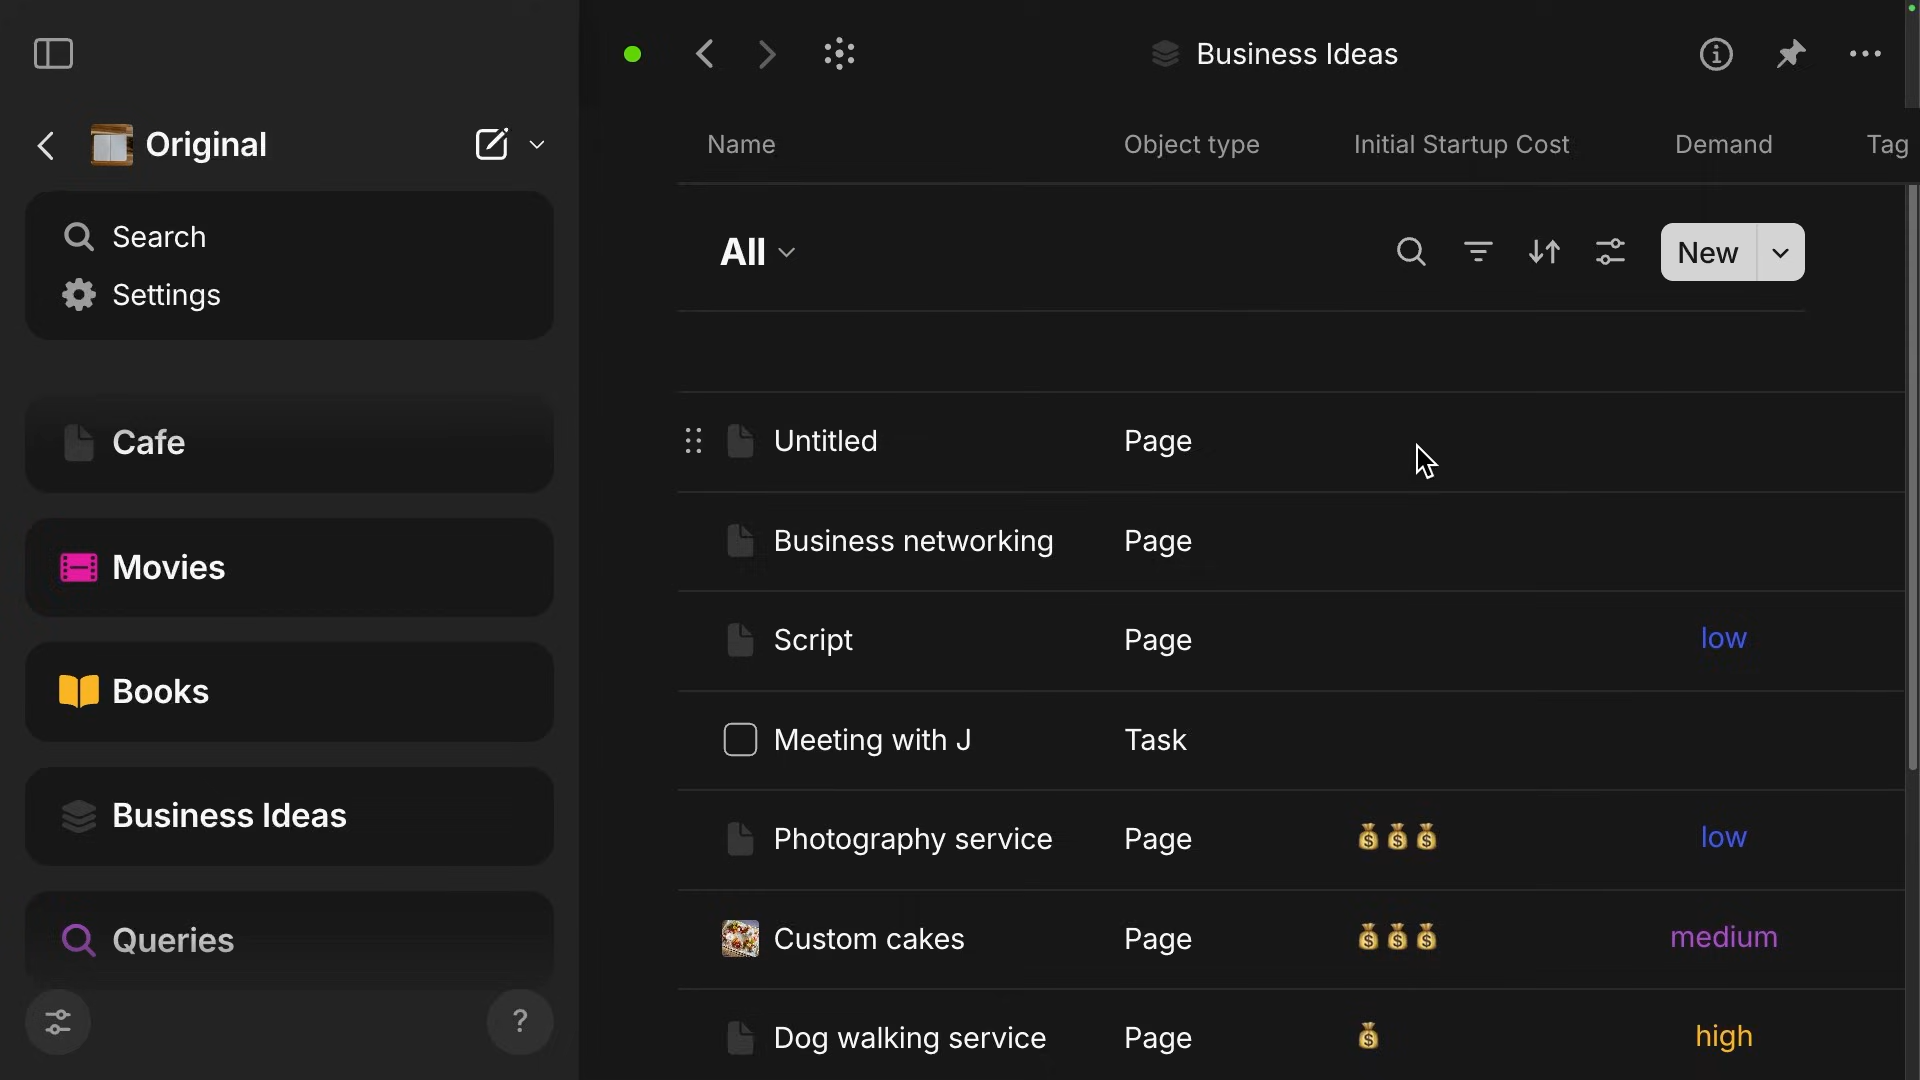 Business Ideas
Original
Name Object type Initial Startup Cost Demand Tag
Search
Settings
All
New
Cafe
Movies
Books
Business Ideas
Queries
?
Untitled Page
Business networking Page
Script Page low
Meeting with J Task
Photography service Page 💰💰💰 low
Custom cakes Page 💰💰💰 medium
Dog walking service Page 💰 high